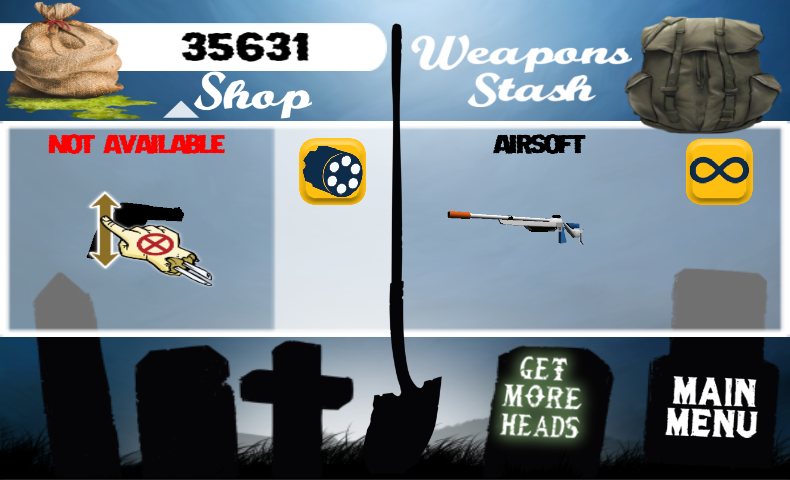 35631
Shop
Weapons
Stash
NOT AVAILABLE
AIRSOFT
GET
MORE
HEADS
MAIN
MENU